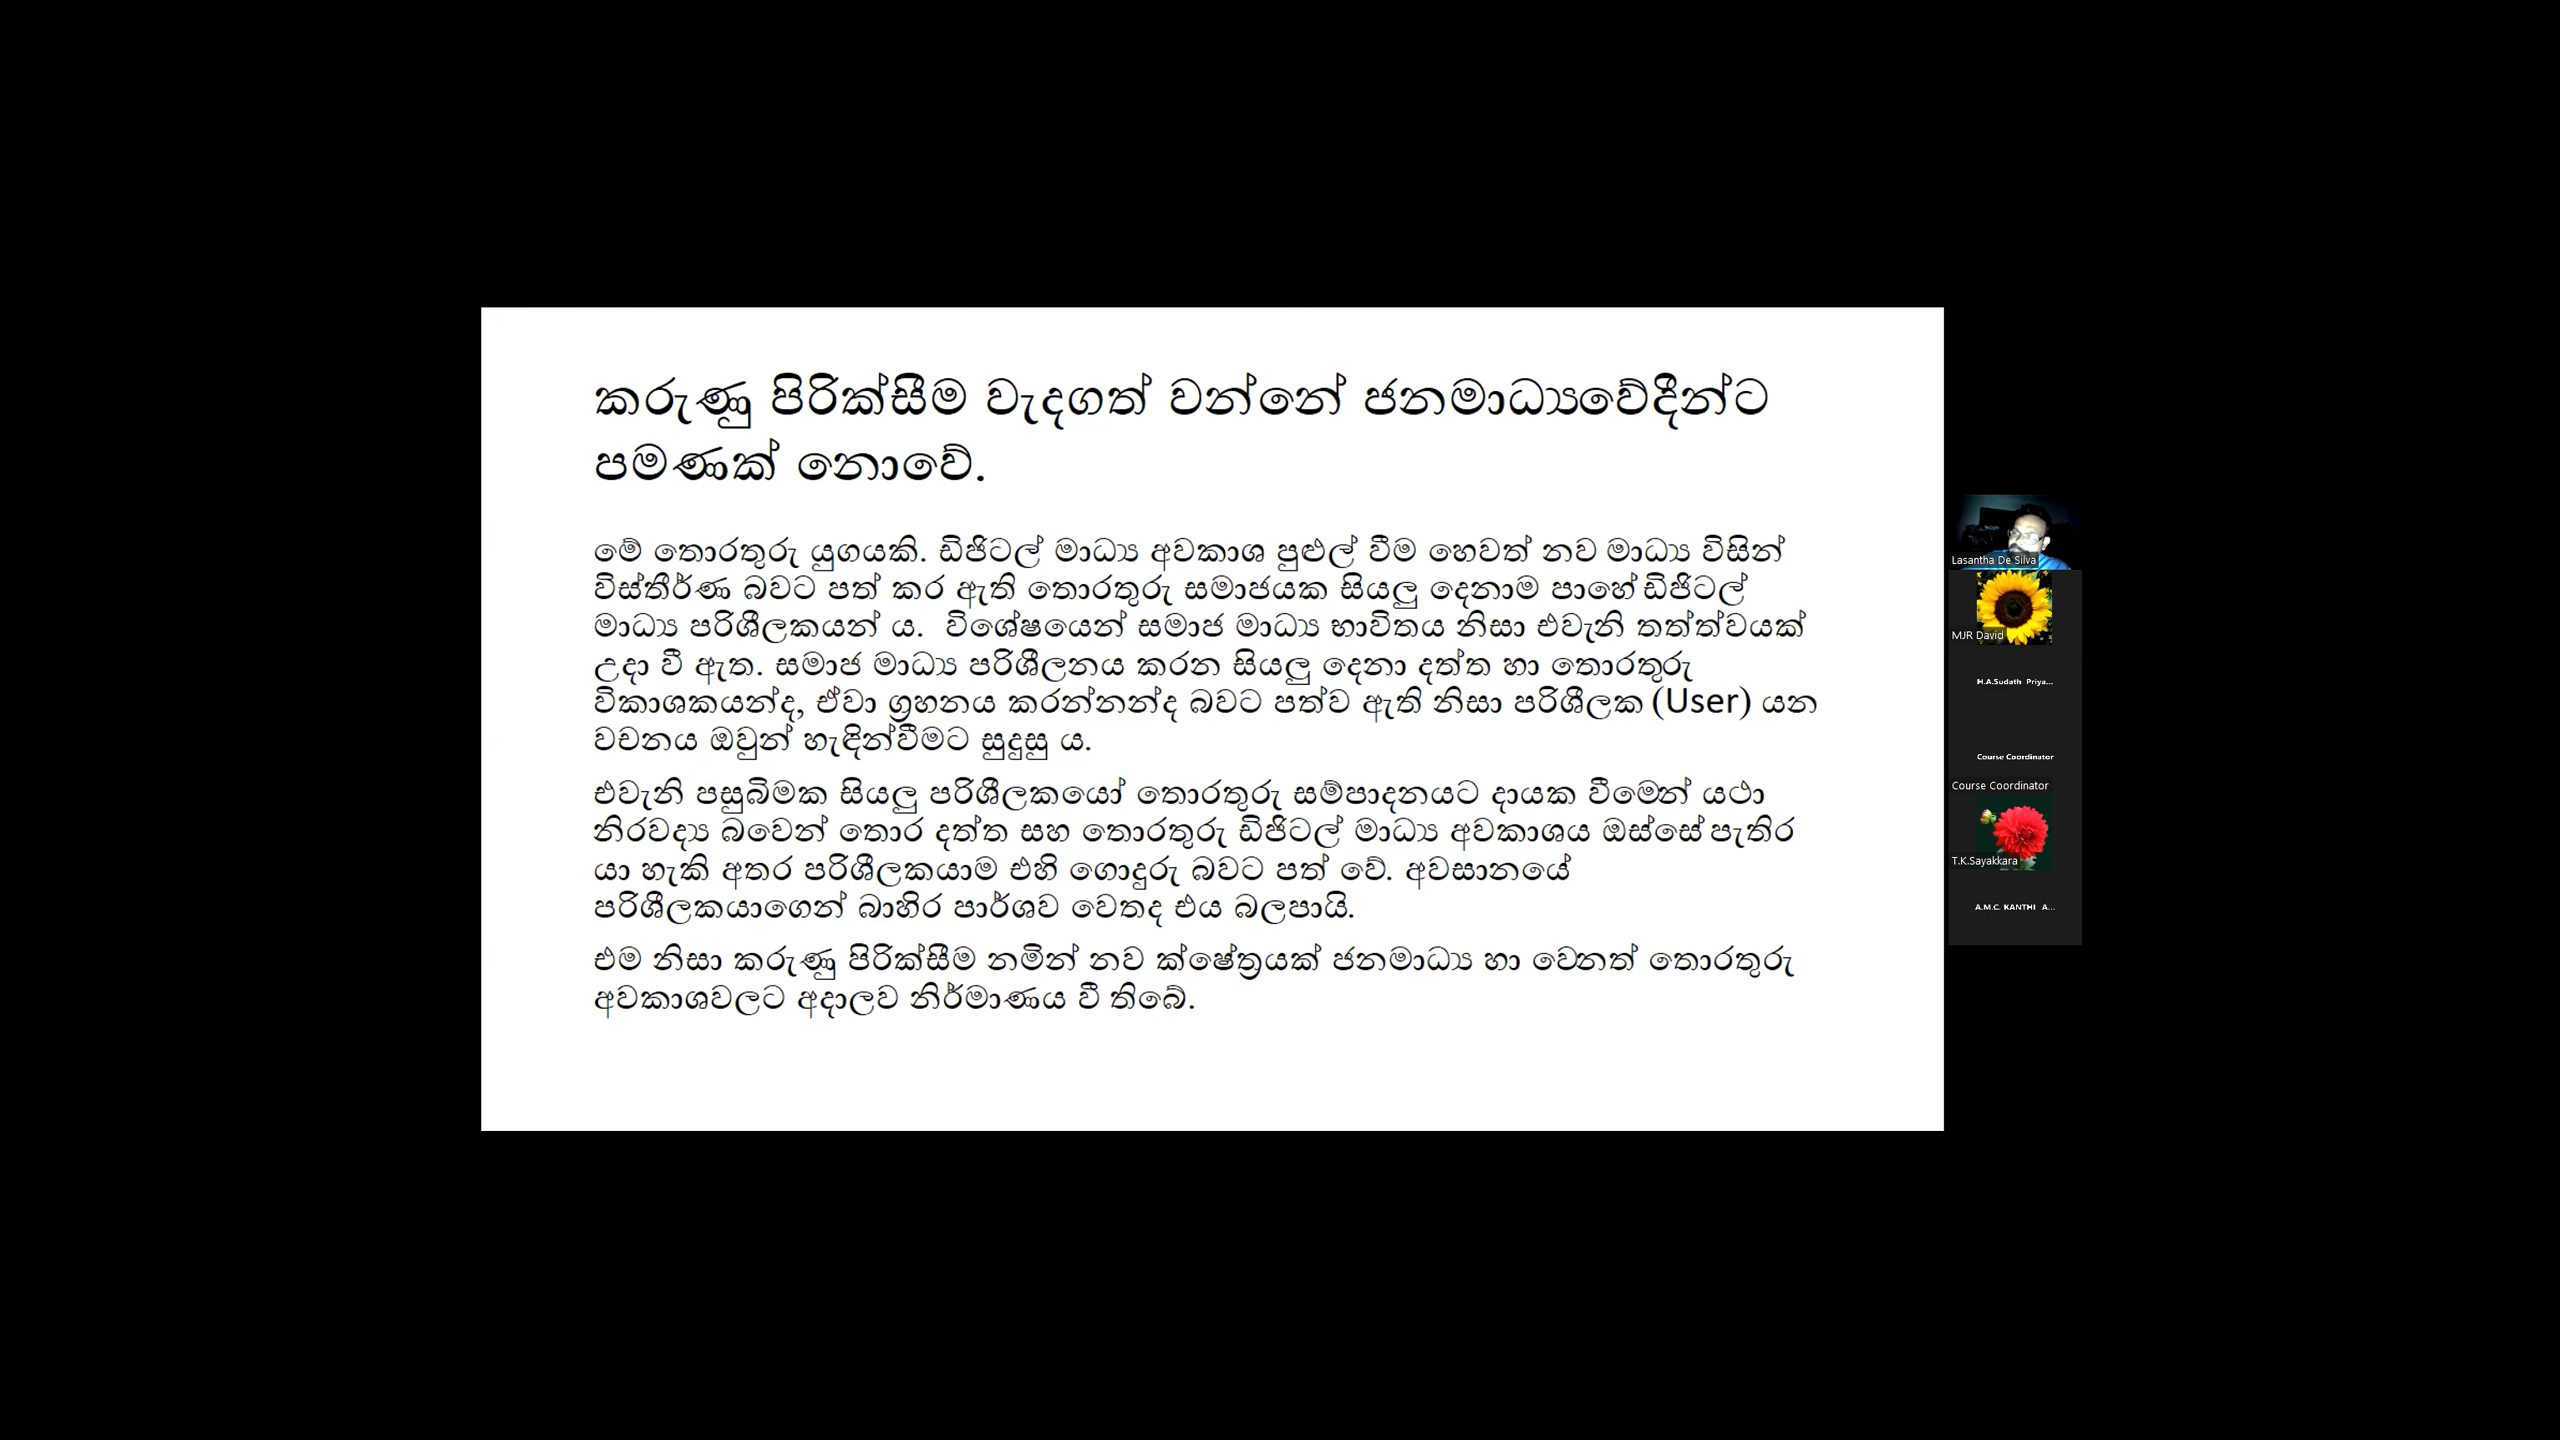 කරුණු පිරික්සීම වැදගත් වන්නේ ජනමාධ්‍යවේදීන්ට
පමණක් නොවේ.
මේ තොරතුරු යුගයකි. ඩිජිටල් මාධ්‍ය අවකාශ පුළුල් වීම හෙවත් නව මාධ්‍ය විසින්
විස්තීර්ණ බවට පත් කර ඇති තොරතුරු සමාජයක සියලු දෙනාම පාහේ ඩිජිටල්
මාධ්‍ය පරිශීලකයන් ය. විශේෂයෙන් සමාජ මාධ්‍ය භාවිතය නිසා එවැනි තත්ත්වයක්
උදා වී ඇත. සමාජ මාධ්‍ය පරිශීලනය කරන සියලු දෙනා දත්ත හා තොරතුරු
විකාශකයන්ද, ඒවා ග්‍රහනය කරන්නන්ද බවට පත්ව ඇති නිසා පරිශීලක (User) යන
වචනය ඔවුන් හැඳින්වීමට සුදුසු ය.
එවැනි පසුබිමක සියලු පරිශීලකයෝ තොරතුරු සම්පාදනයට දායක වීමෙන් යථා
නිරවද්‍ය බවෙන් තොර දත්ත සහ තොරතුරු ඩිජිටල් මාධ්‍ය අවකාශය ඔස්සේ පැතිර
යා හැකි අතර පරිශීලකයාම එහි ගොදුරු බවට පත් වේ. අවසානයේ
පරිශීලකයාගෙන් බාහිර පාර්ශව වෙතද එය බලපායි.
එම නිසා කරුණු පිරික්සීම නමින් නව ක්ෂේත්‍රයක් ජනමාධ්‍ය හා වෙනත් තොරතුරු
අවකාශවලට අදාලව නිර්මාණය වී තිබේ.
Lasantha De Silva
MJR David
H.A.Sudath Priya...
Course Coordinator
Course Coordinator
T.K.Sayakkara
A.M.C. KANTHI A...